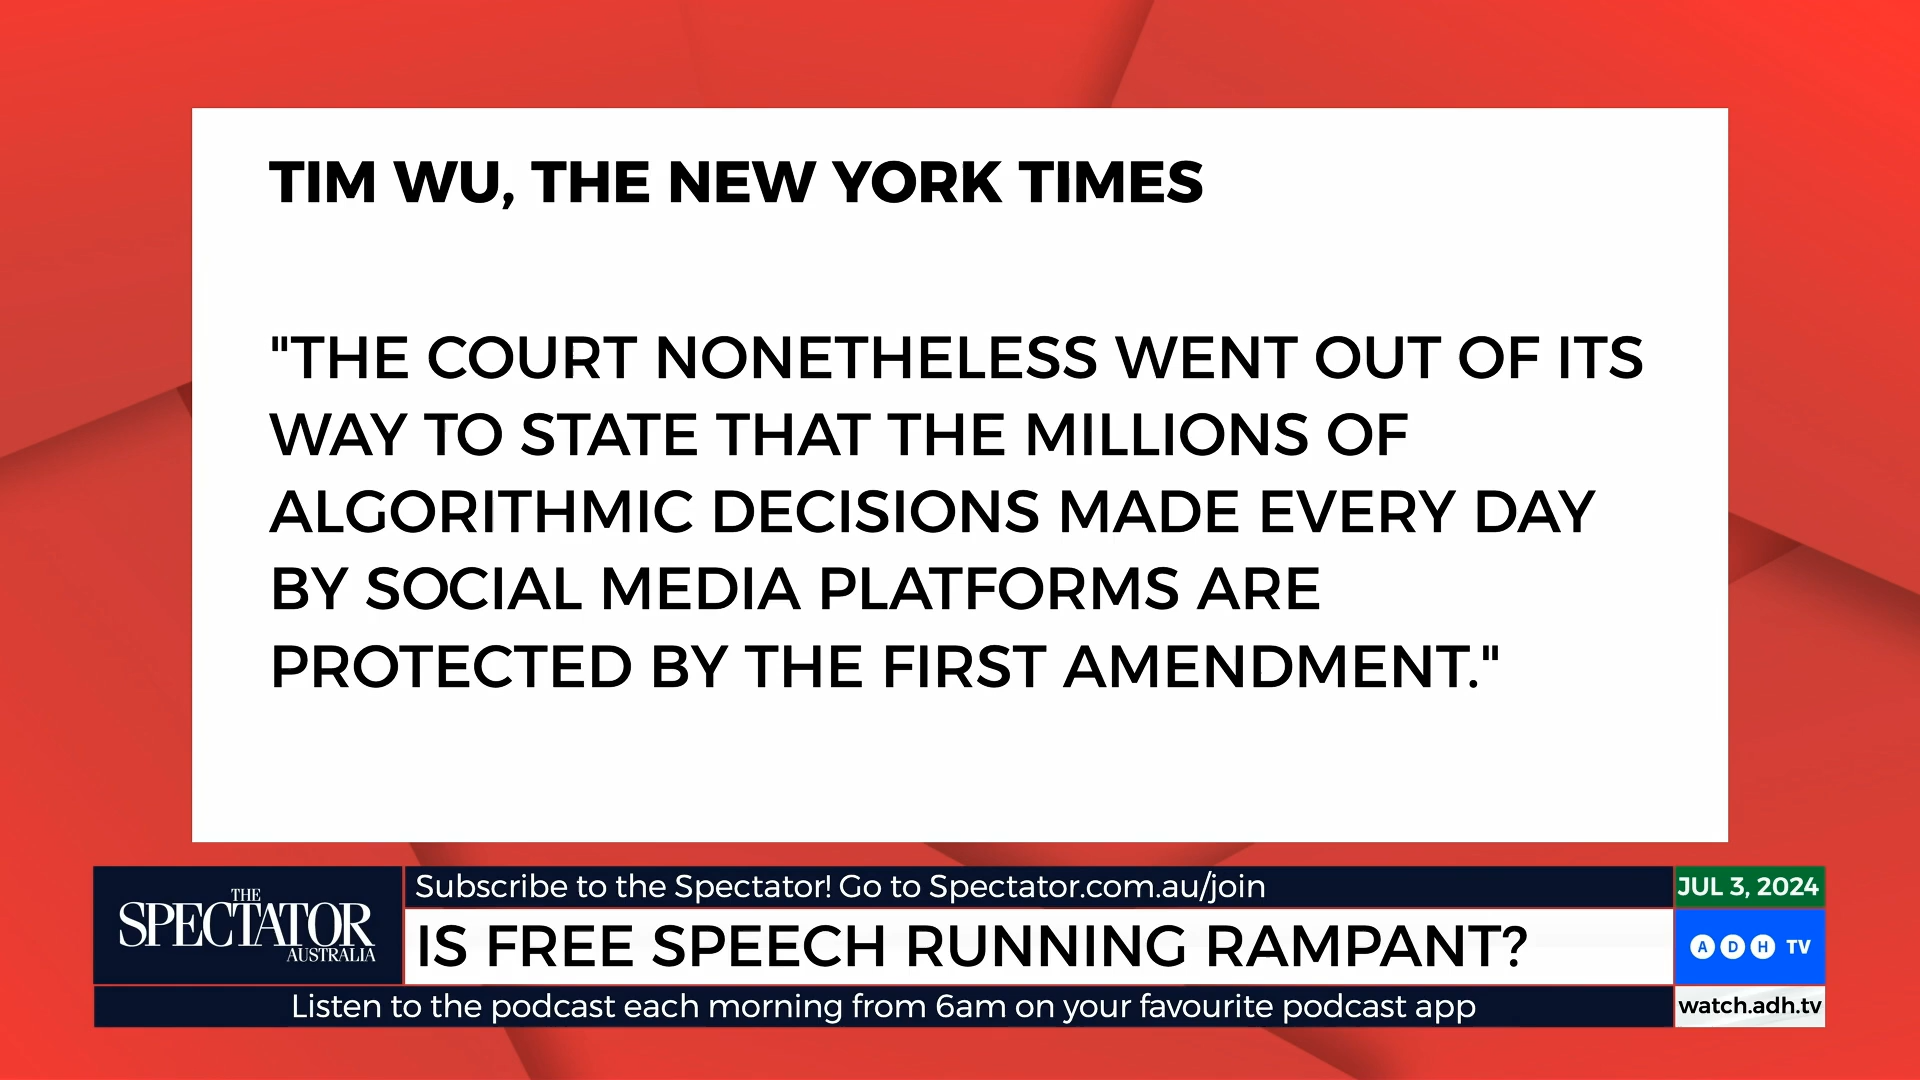 TIM WU, THE NEW YORK TIMES
"THE COURT NONETHELESS WENT OUT OF ITS
WAY TO STATE THAT THE MILLIONS OF
ALGORITHMIC DECISIONS MADE EVERY DAY
BY SOCIAL MEDIA PLATFORMS ARE
PROTECTED BY THE FIRST AMENDMENT."
THE
SPECTATOR
AUSTRALIA
Subscribe to the Spectator! Go to Spectator.com.au/join
IS FREE SPEECH RUNNING RAMPANT?
Listen to the podcast each morning from 6am on your favourite podcast app
JUL 3, 2024
ADH TV
watch.adh.tv